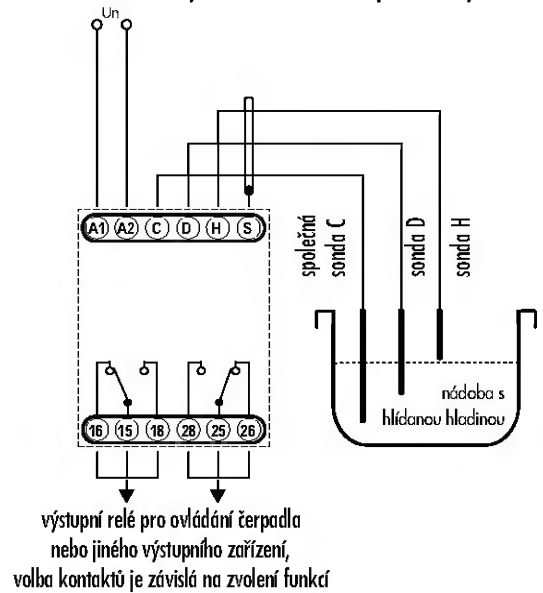 Un
A1 A2 C D H S
společná
sonda C
sonda D
sonda H
nádoba s
hlídanou hladinou
16 15 18 28 25 26
výstupní relé pro ovládání čerpadla
nebo jiného výstupního zařízení,
volba kontaktů je závislá na zvolení funkcí